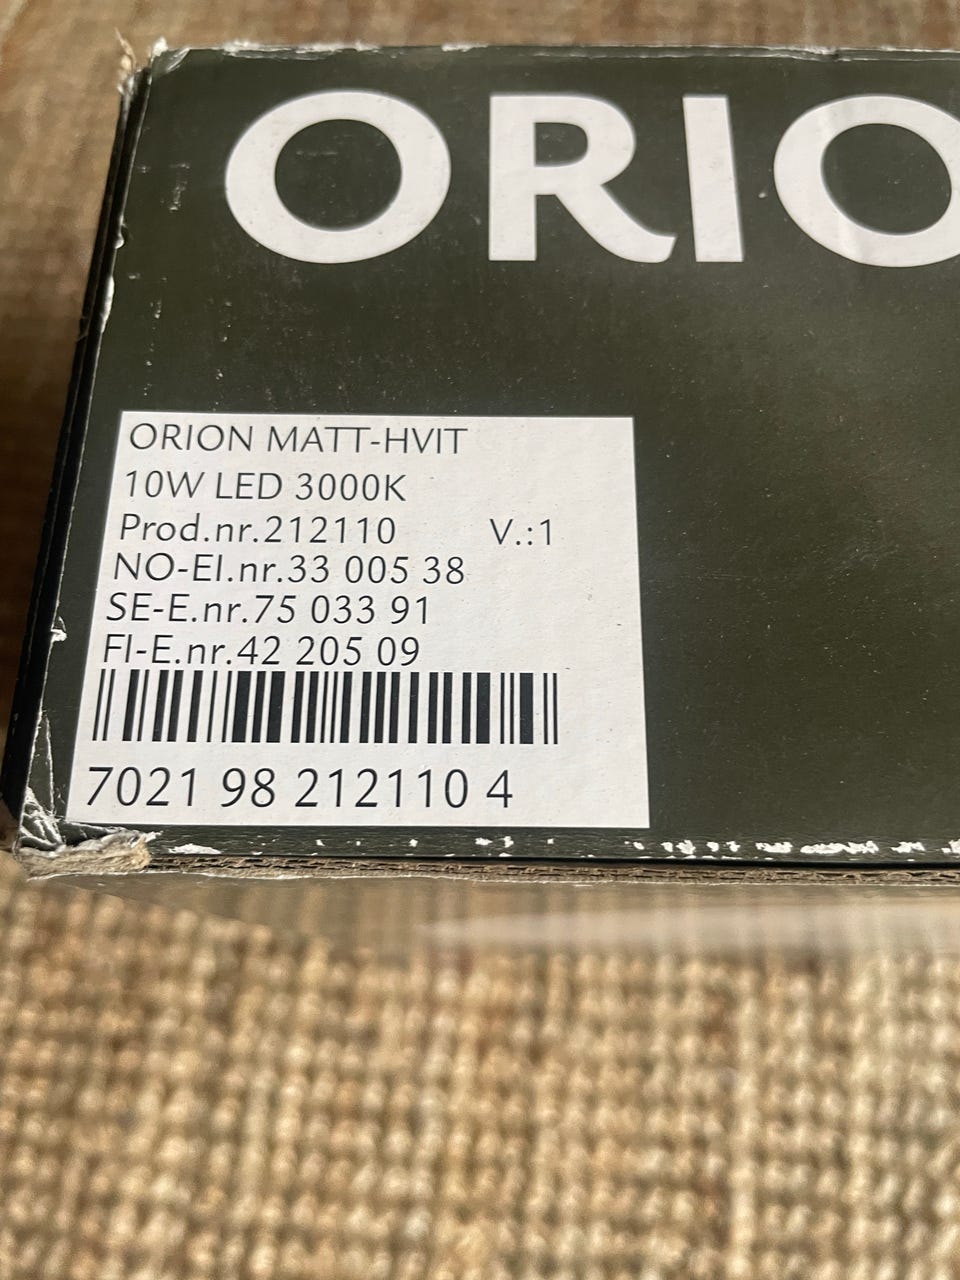 ORIO
ORION MATT-HVIT
10W LED 3000K
Prod.nr.212110 V.:1
NO-El.nr.33 005 38
SE-E.nr.75 033 91
FI-E.nr.42 205 09
7021 98 212110 4